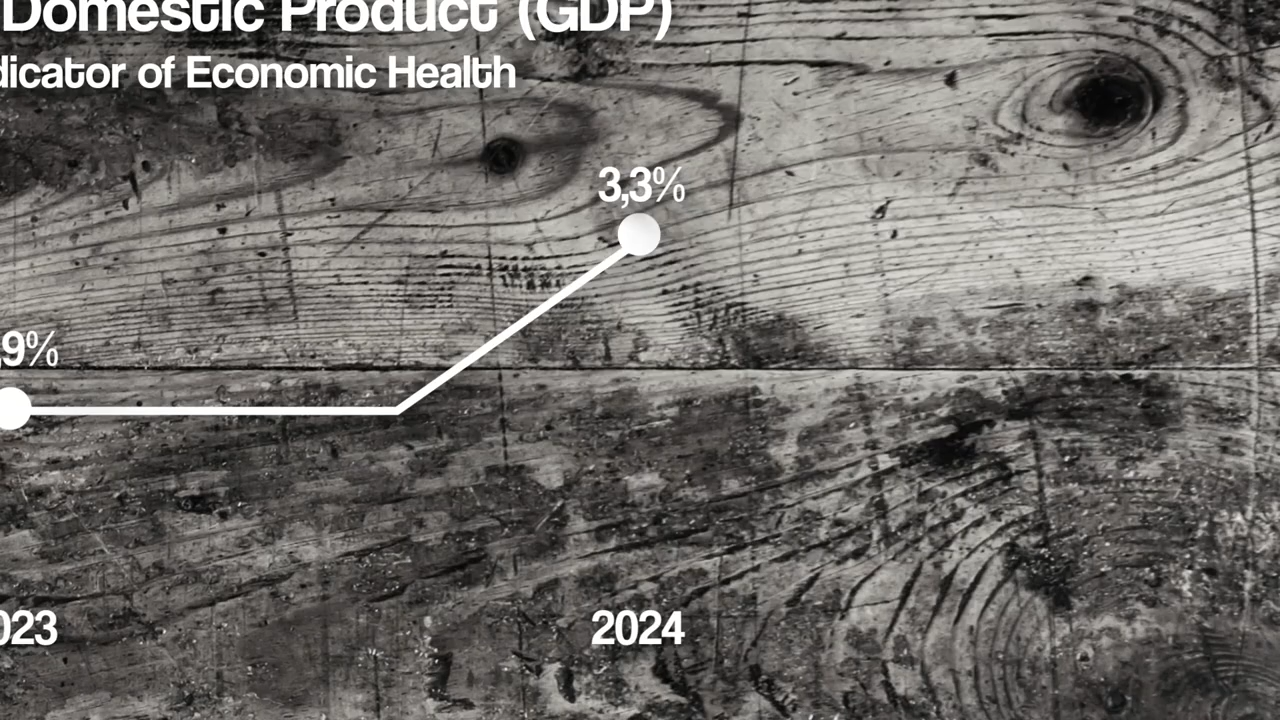 Domestic Product (GDP)
dicator of Economic Health
3,3%
,9%
023
2024